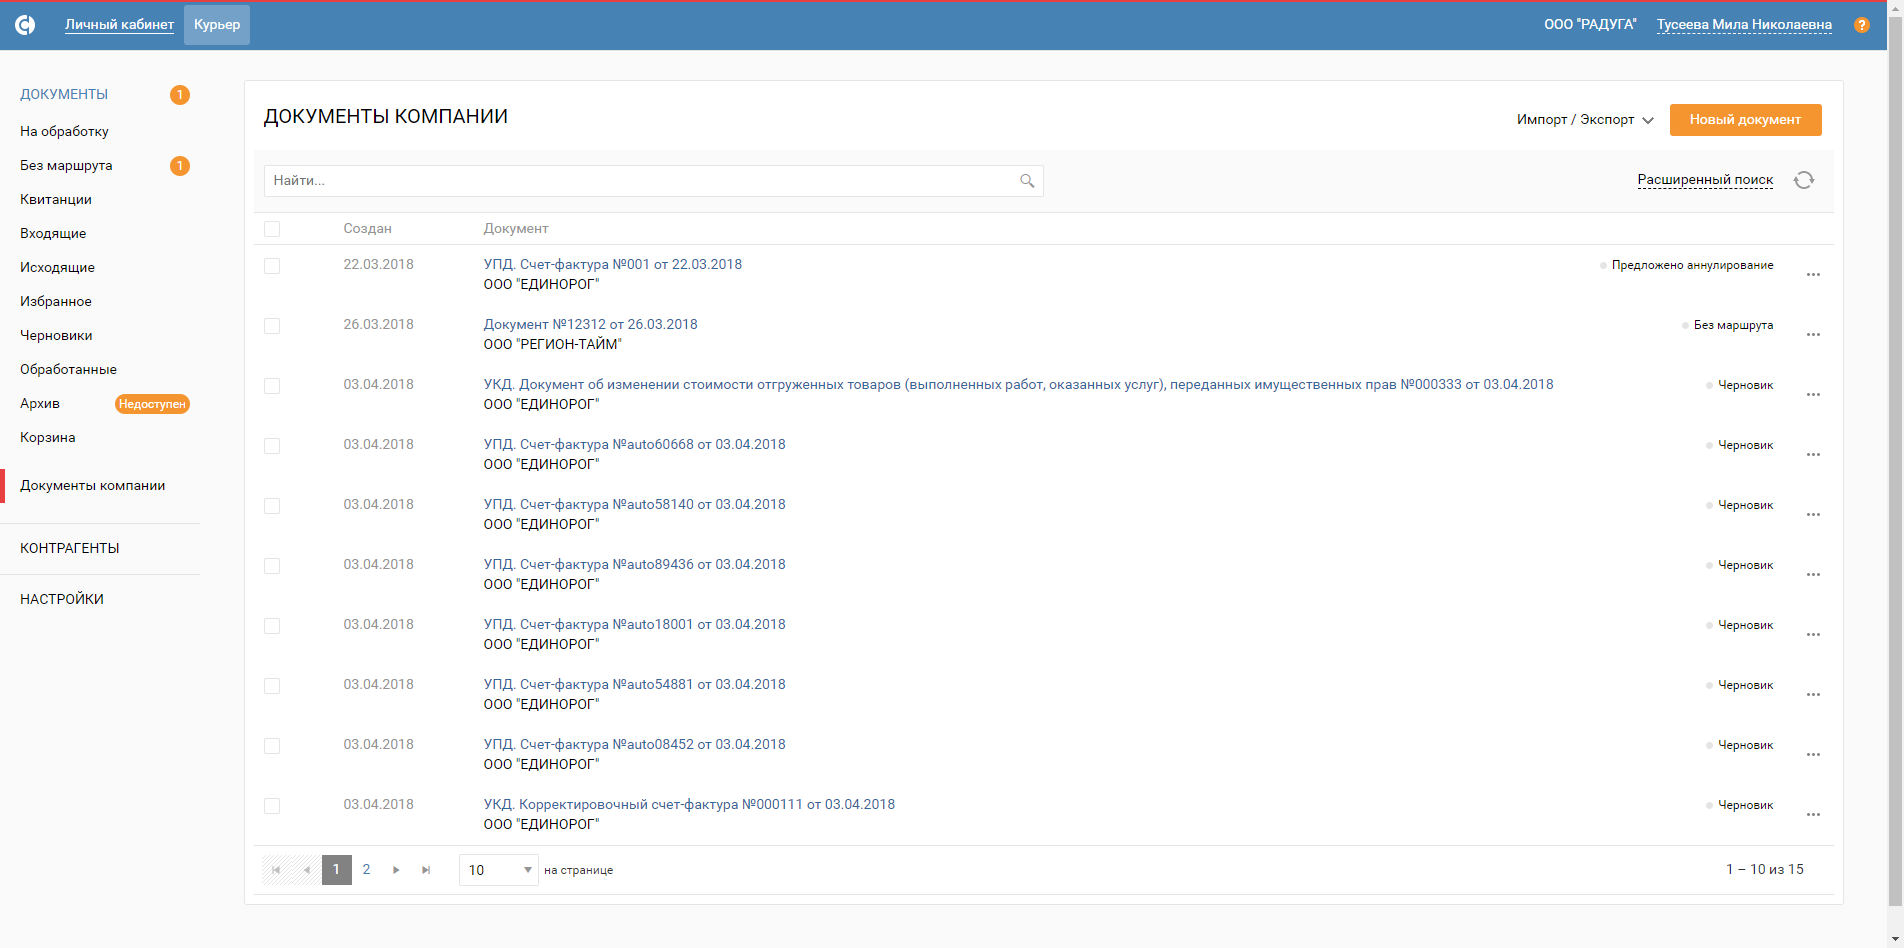 Личный кабинет Курьер ООО "РАДУГА" Тусеева Мила Николаевна ?
ДОКУМЕНТЫ 1
На обработку
Без маршрута 1
Квитанции
Входящие
Исходящие
Избранное
Черновики
Обработанные
Архив Недоступен
Корзина
Документы компании
КОНТРАГЕНТЫ
НАСТРОЙКИ
ДОКУМЕНТЫ КОМПАНИИ
Импорт / Экспорт Новый документ
Найти... Расширенный поиск
Создан Документ
22.03.2018 УПД. Счет-фактура №001 от 22.03.2018 Предложено аннулирование
ООО "ЕДИНОРОГ"
26.03.2018 Документ №12312 от 26.03.2018 Без маршрута
ООО "РЕГИОН-ТАЙМ"
03.04.2018 УКД. Документ об изменении стоимости отгруженных товаров (выполненных работ, оказанных услуг), переданных имущественных прав №000333 от 03.04.2018 Черновик
ООО "ЕДИНОРОГ"
03.04.2018 УПД. Счет-фактура №auto60668 от 03.04.2018 Черновик
ООО "ЕДИНОРОГ"
03.04.2018 УПД. Счет-фактура №auto58140 от 03.04.2018 Черновик
ООО "ЕДИНОРОГ"
03.04.2018 УПД. Счет-фактура №auto89436 от 03.04.2018 Черновик
ООО "ЕДИНОРОГ"
03.04.2018 УПД. Счет-фактура №auto18001 от 03.04.2018 Черновик
ООО "ЕДИНОРОГ"
03.04.2018 УПД. Счет-фактура №auto54881 от 03.04.2018 Черновик
ООО "ЕДИНОРОГ"
03.04.2018 УПД. Счет-фактура №auto08452 от 03.04.2018 Черновик
ООО "ЕДИНОРОГ"
03.04.2018 УКД. Корректировочный счет-фактура №000111 от 03.04.2018 Черновик
ООО "ЕДИНОРОГ"
1 2 10 на странице 1 – 10 из 15